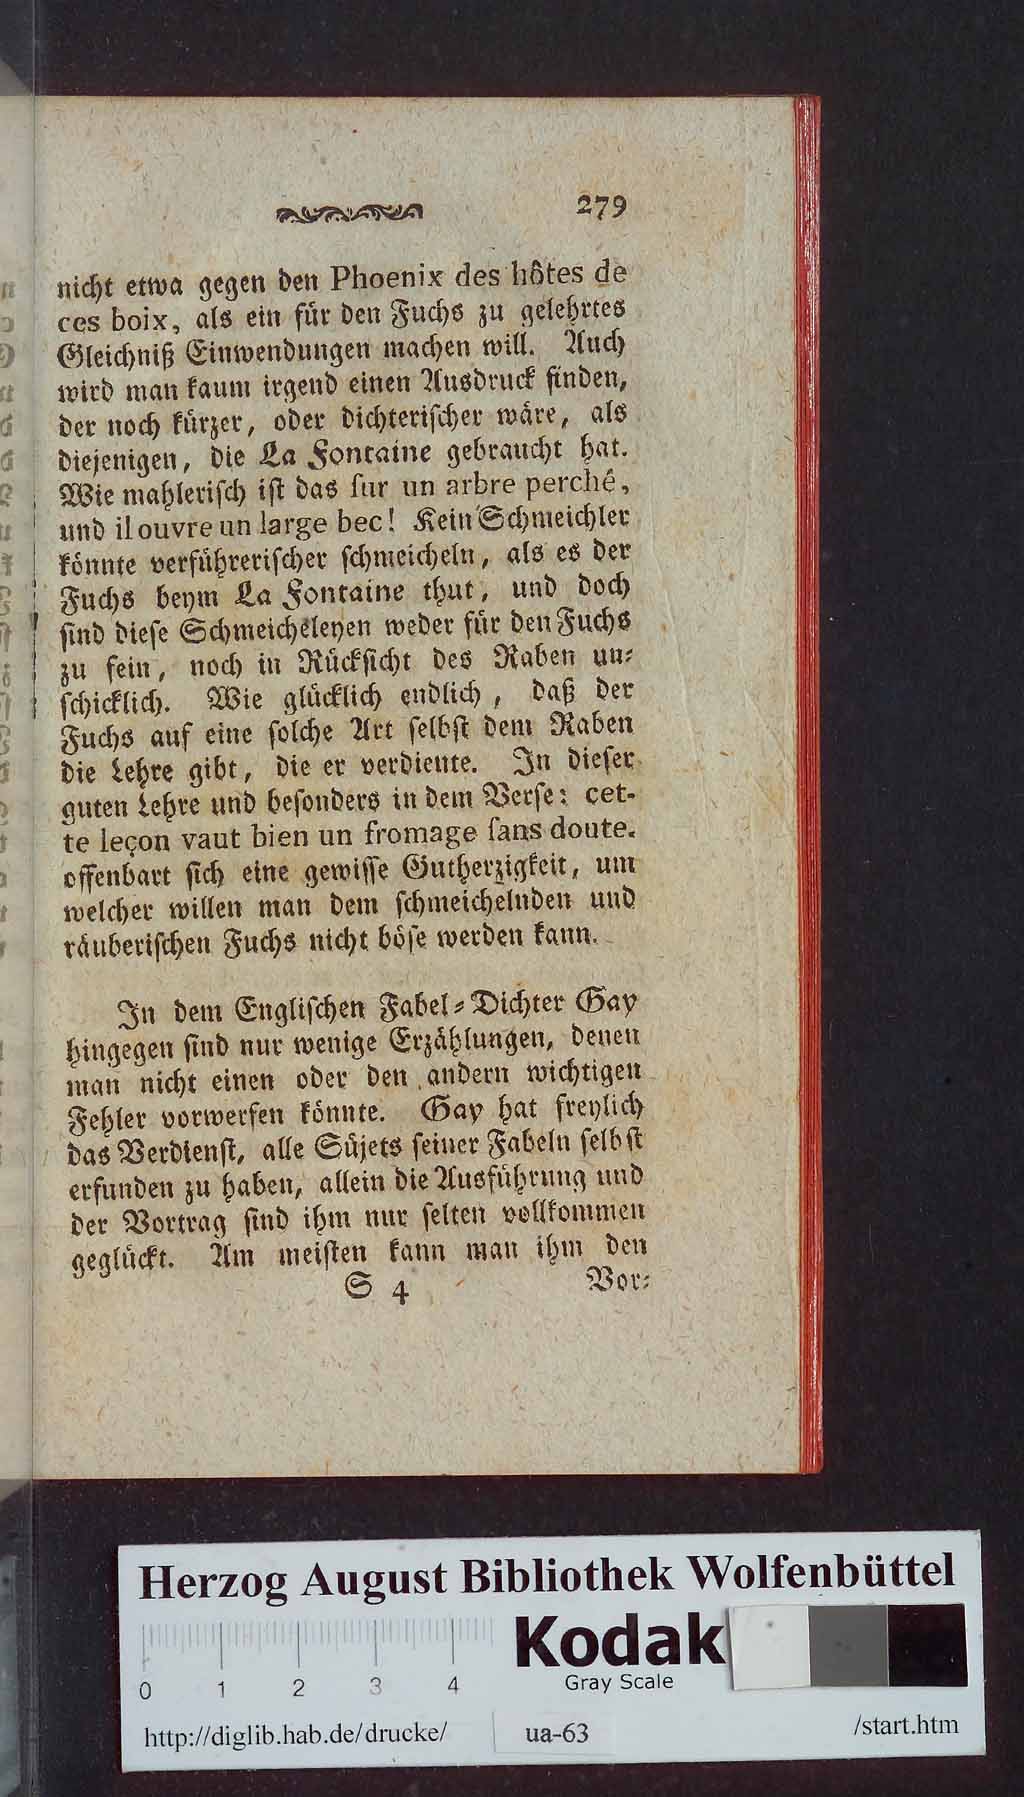 279
nicht etwa gegen den Phoenix des hôtes de
ces boix, als ein für den Fuchs zu gelehrtes
Gleichniß Einwendungen machen will. Auch
wird man kaum irgend einen Ausdruck finden,
der noch kürzer, oder dichterischer wäre, als
diejenigen, die La Fontaine gebraucht hat.
Wie mahlerisch ist das ſur un arbre perché,
und il ouvre un large bec! Kein Schmeichler
könnte verführerischer schmeicheln, als es der
Fuchs beym La Fontaine thut, und doch
sind diese Schmeicheleyen weder für den Fuchs
zu fein, noch in Rücksicht des Raben un⸗
schicklich. Wie glücklich endlich, daß der
Fuchs auf eine solche Art selbst dem Raben
die Lehre gibt, die er verdiente. In dieser
guten Lehre und besonders in dem Verse: cet-
te leçon vaut bien un fromage ſans doute.
offenbart sich eine gewisse Gutherzigkeit, um
welcher willen man dem schmeichelnden und
räuberischen Fuchs nicht böse werden kann.
In dem Englischen Fabel⸗Dichter Gay
hingegen sind nur wenige Erzählungen, denen
man nicht einen oder den andern wichtigen
Fehler vorwerfen könnte. Gay hat freylich
das Verdienst, alle Süjets seiner Fabeln selbst
erfunden zu haben, allein die Ausführung und
der Vortrag sind ihm nur selten vollkommen
geglückt. Am meisten kann man ihm den
S 4 Vor⸗
Herzog August Bibliothek Wolfenbüttel
Kodak
Gray Scale
0 1 2 3 4
http://diglib.hab.de/drucke/ ua-63 /start.htm